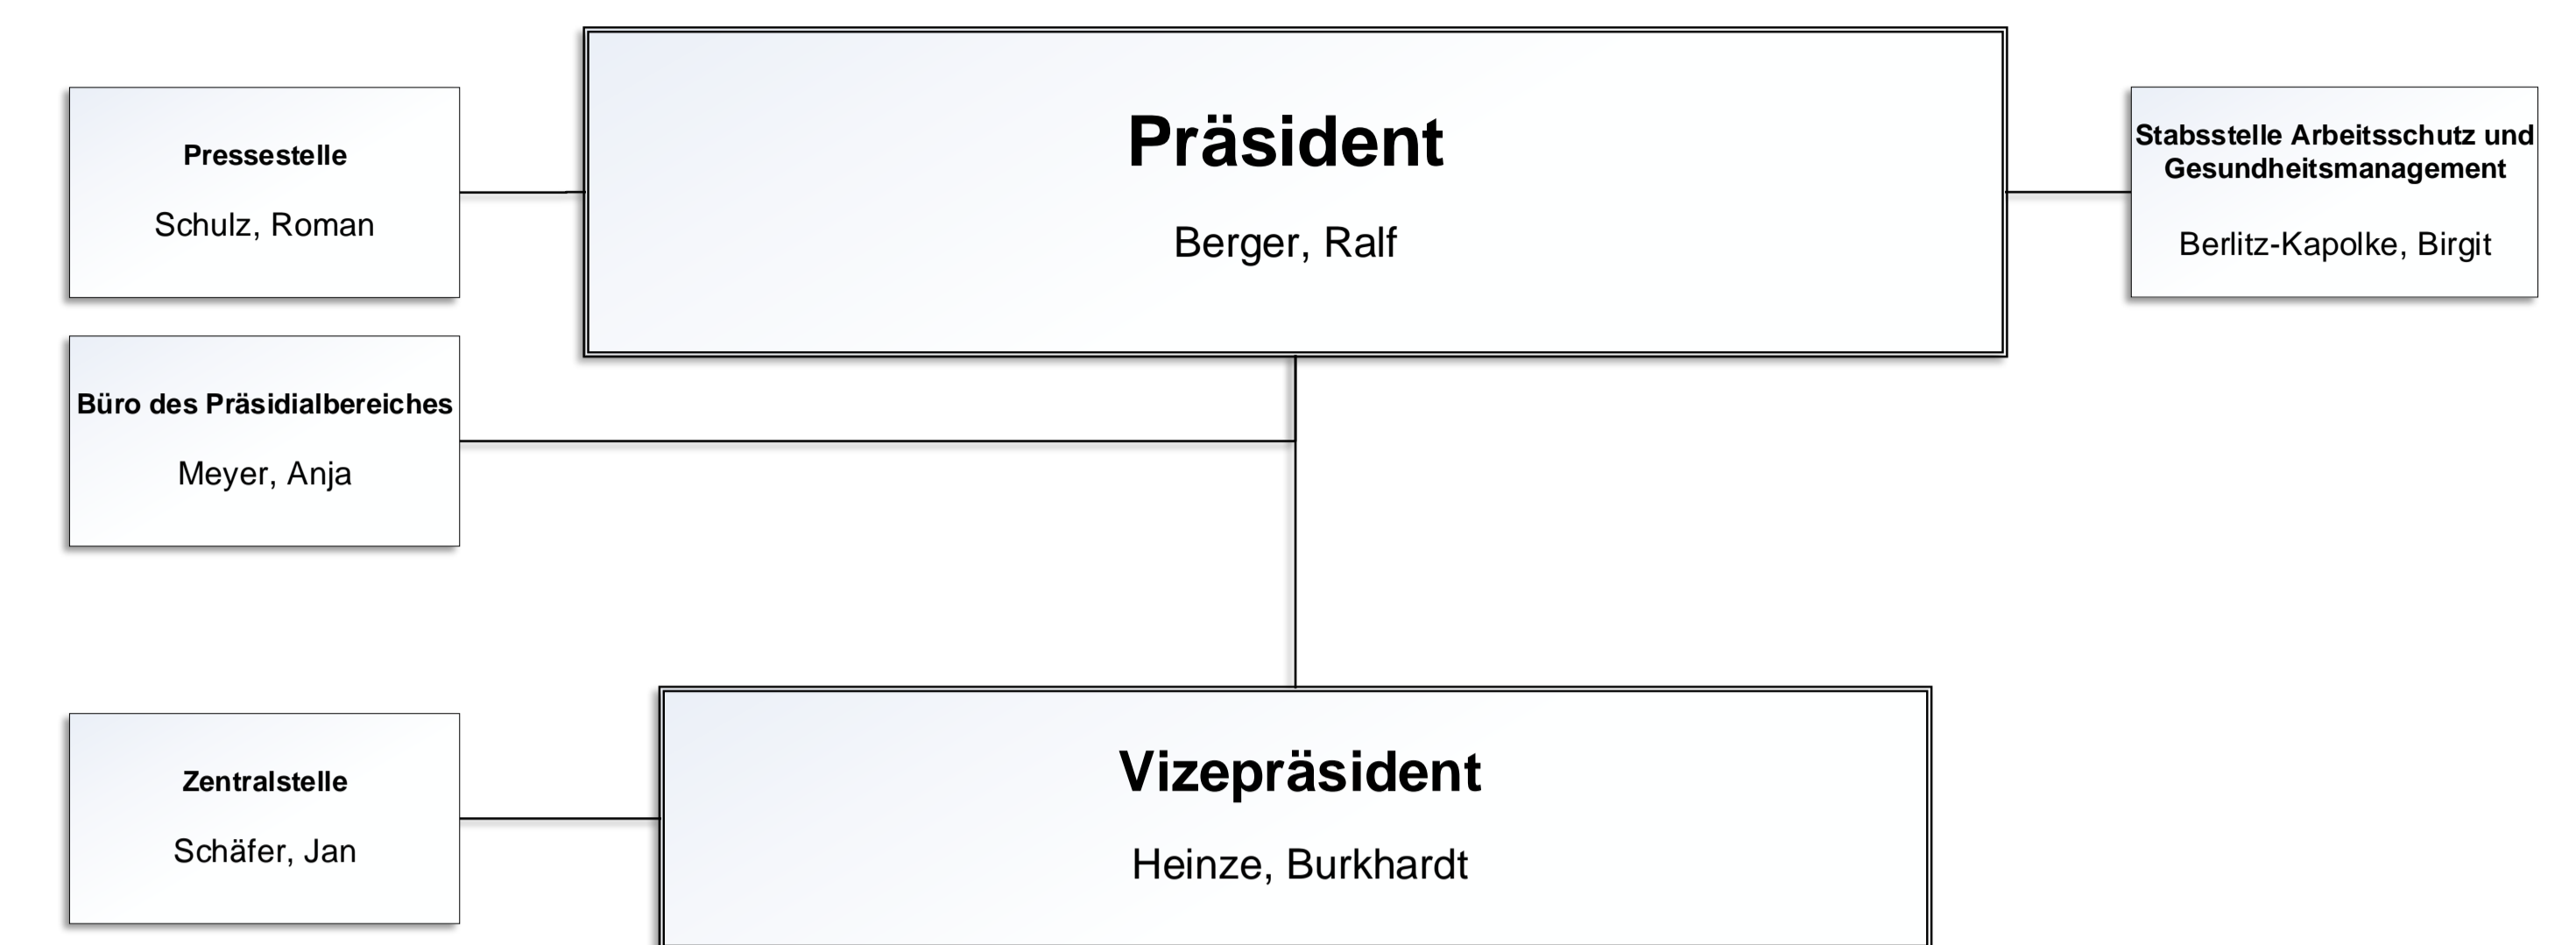 Pressestelle
Schulz, Roman
Präsident
Berger, Ralf
Stabsstelle Arbeitsschutz und
Gesundheitsmanagement
Berlitz-Kapolke, Birgit
Büro des Präsidialbereiches
Meyer, Anja
Zentralstelle
Schäfer, Jan
Vizepräsident
Heinze, Burkhardt